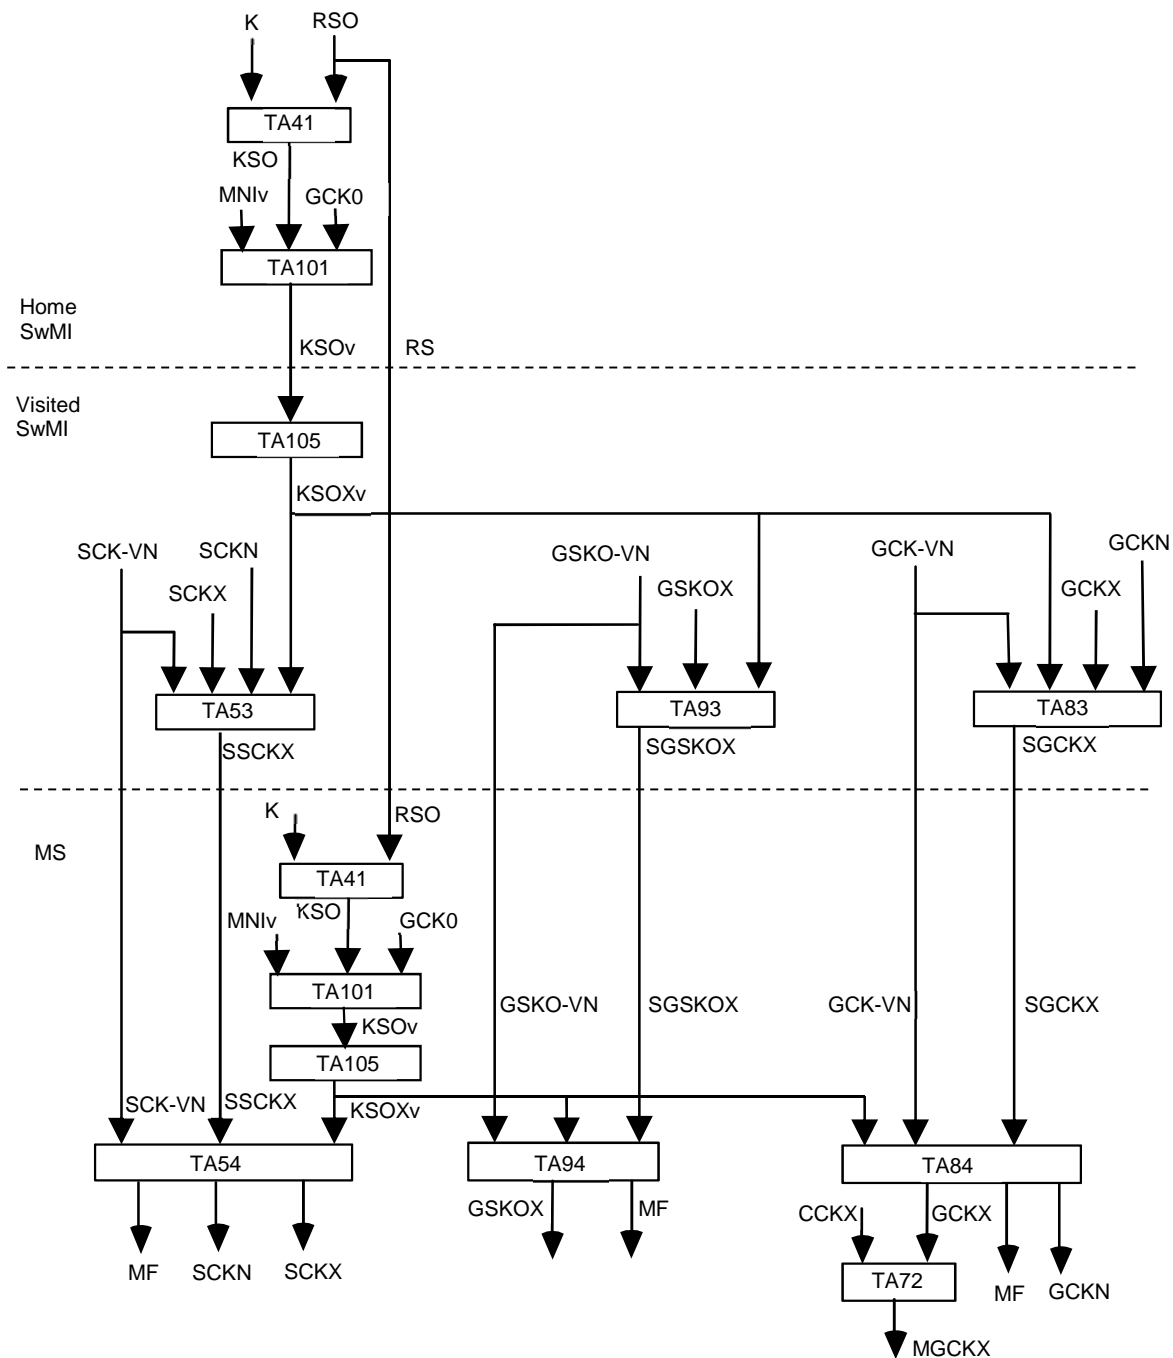 K
RSO
TA41
KSO
MNIv
GCK0
TA101
Home
SwMI
KSOv
RS
Visited
SwMI
TA105
KSOXv
SCK-VN
SCKN
SCKX
GSKO-VN
GSKOX
GCK-VN
GCKN
GCKX
TA53
TA93
TA83
SSCKX
SGSKOX
SGCKX
MS
K
RSO
TA41
KSO
MNIv
GCK0
TA101
KSOv
GSKO-VN
SGSKOX
GCK-VN
SGCKX
TA105
SCK-VN
SSCKX
KSOXv
TA54
TA94
TA84
MF
SCKN
SCKX
GSKOX
MF
CCKX
GCKX
MF
GCKN
TA72
MGCKX